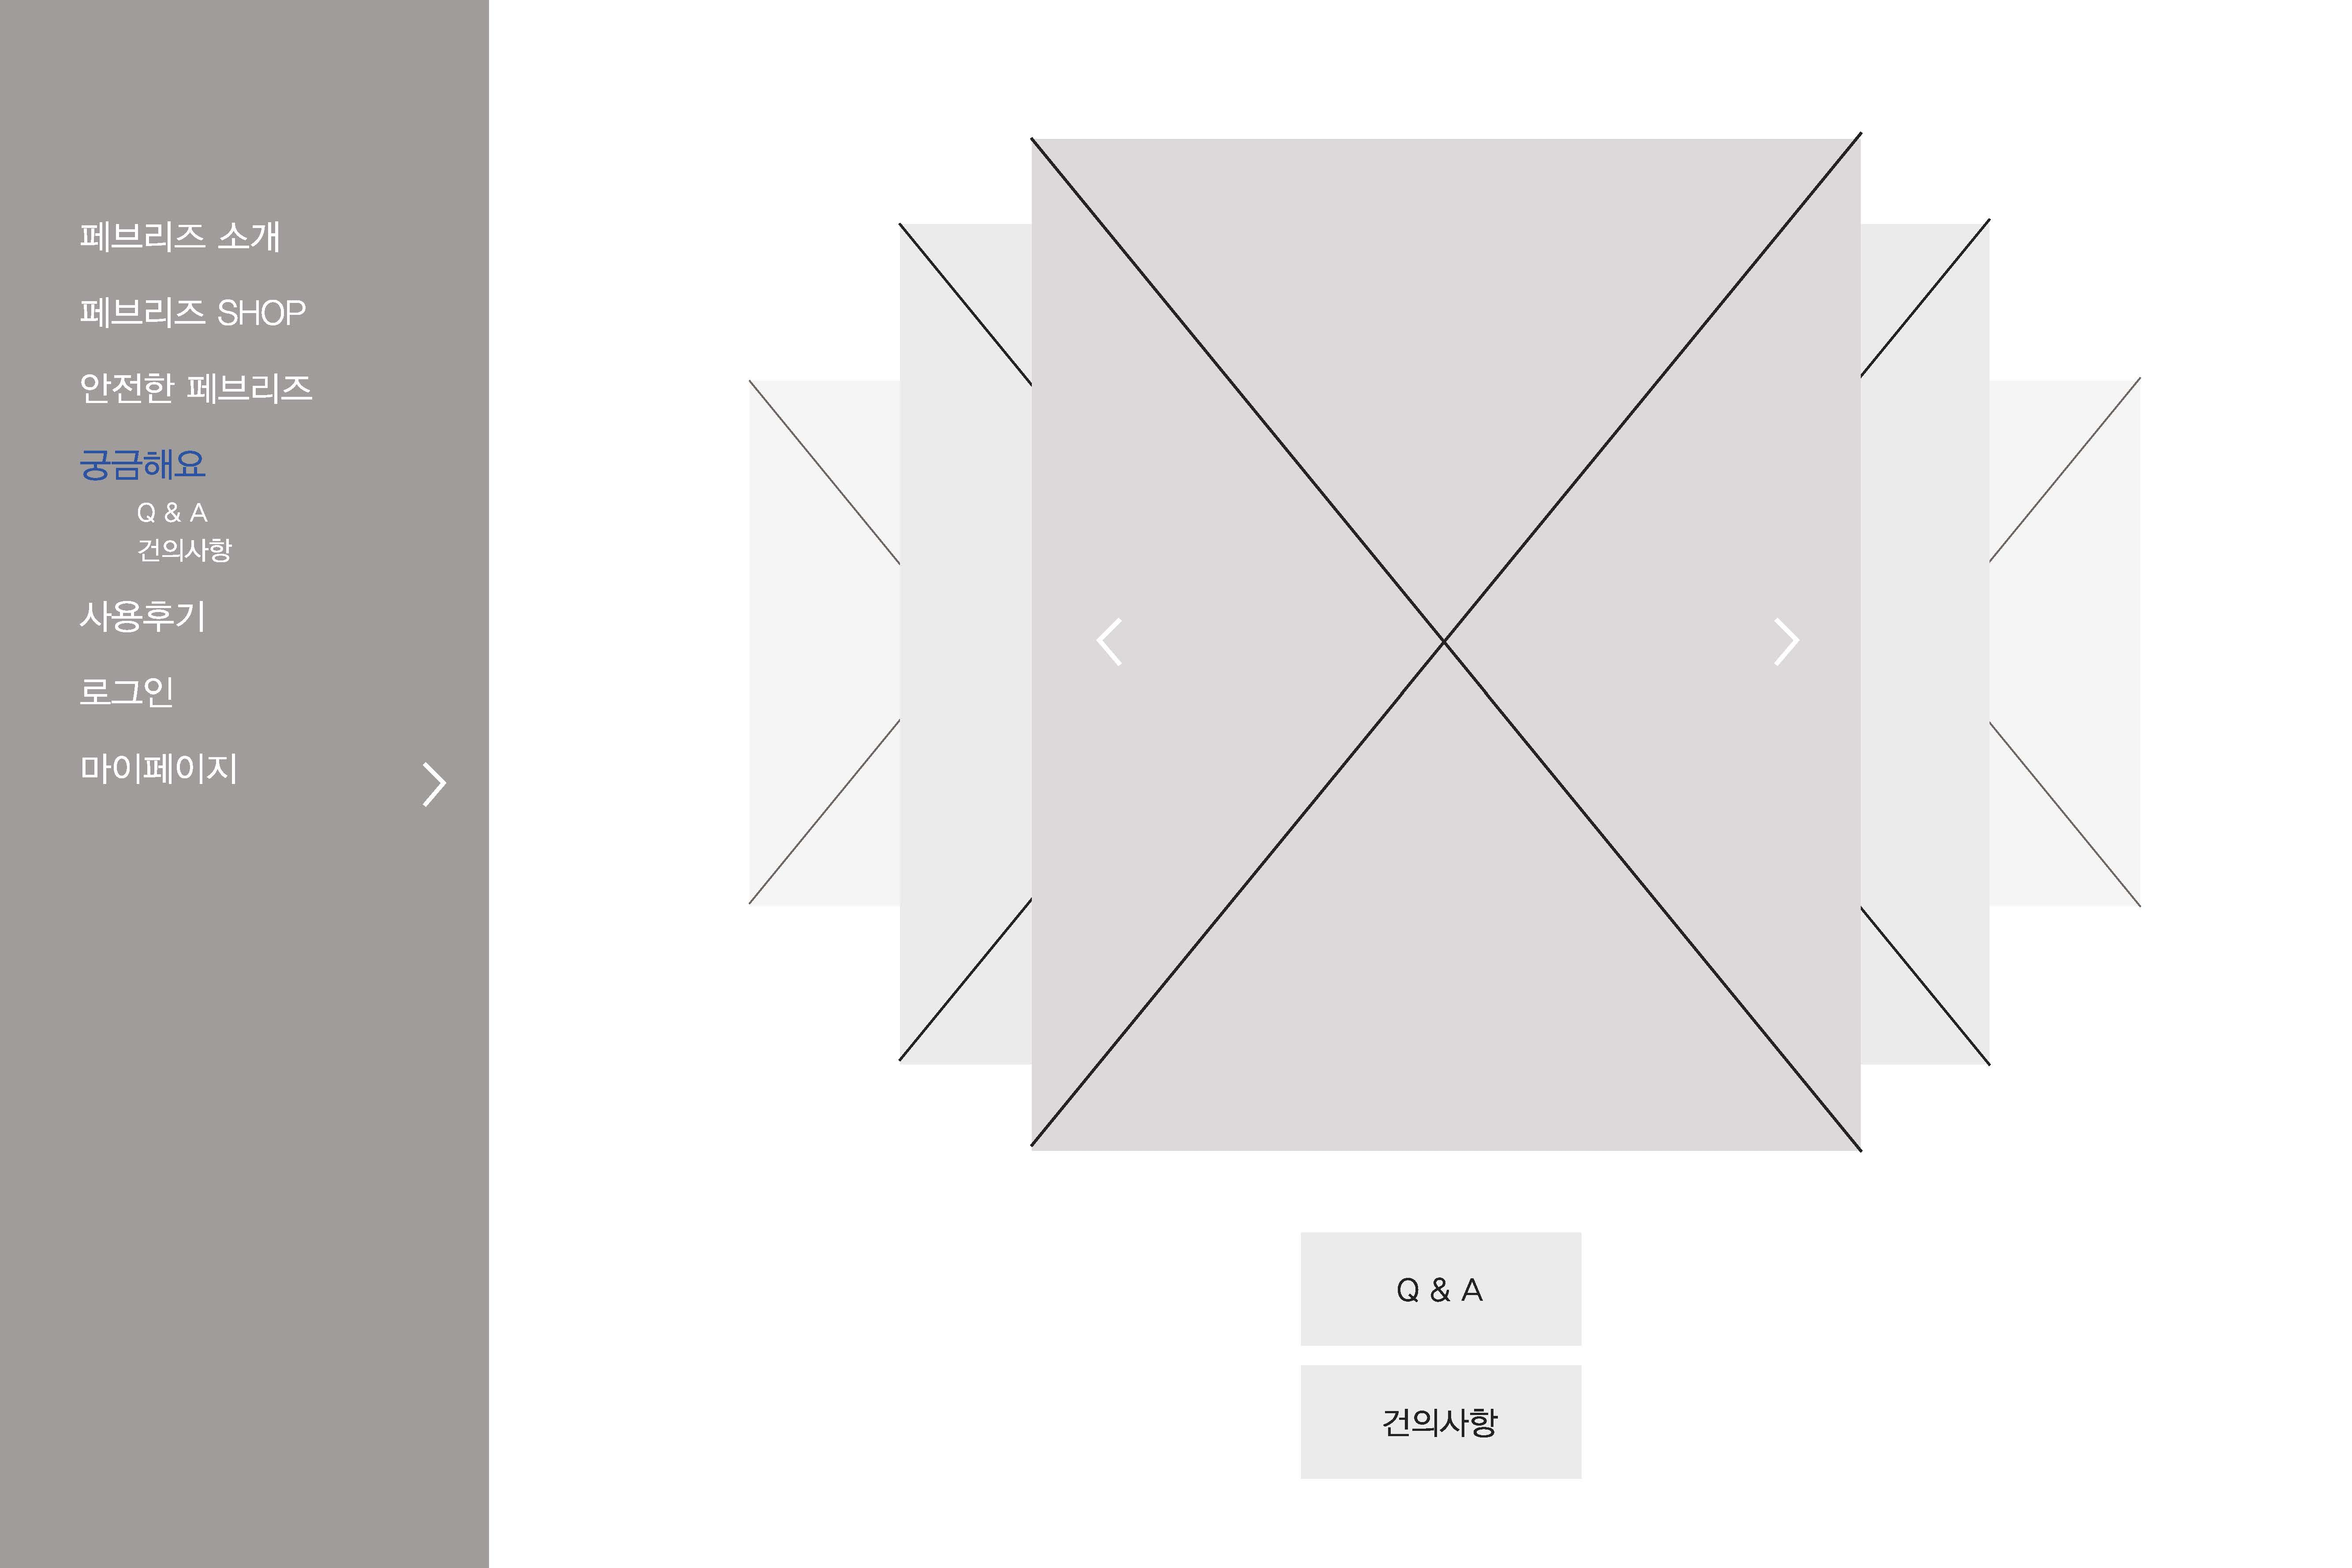 페브리즈 소개
페브리즈 SHOP
안전한 페브리즈
궁금해요
Q & A
건의사항
사용후기
로그인
마이페이지
Q & A
건의사항